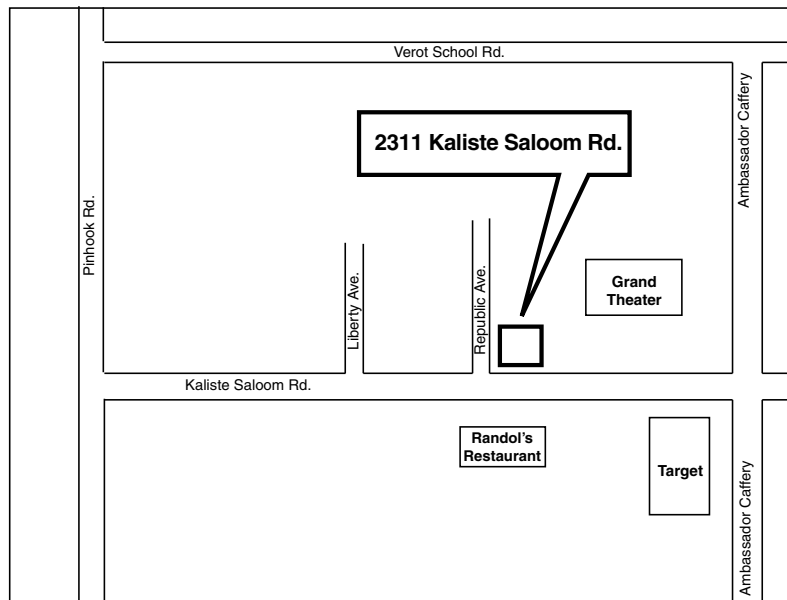 Verot School Rd.
Ambassador Caffery
2311 Kaliste Saloom Rd.
Pinhook Rd.
Liberty Ave.
Republic Ave.
Grand
Theater
Kaliste Saloom Rd.
Randol's
Restaurant
Target
Ambassador Caffery